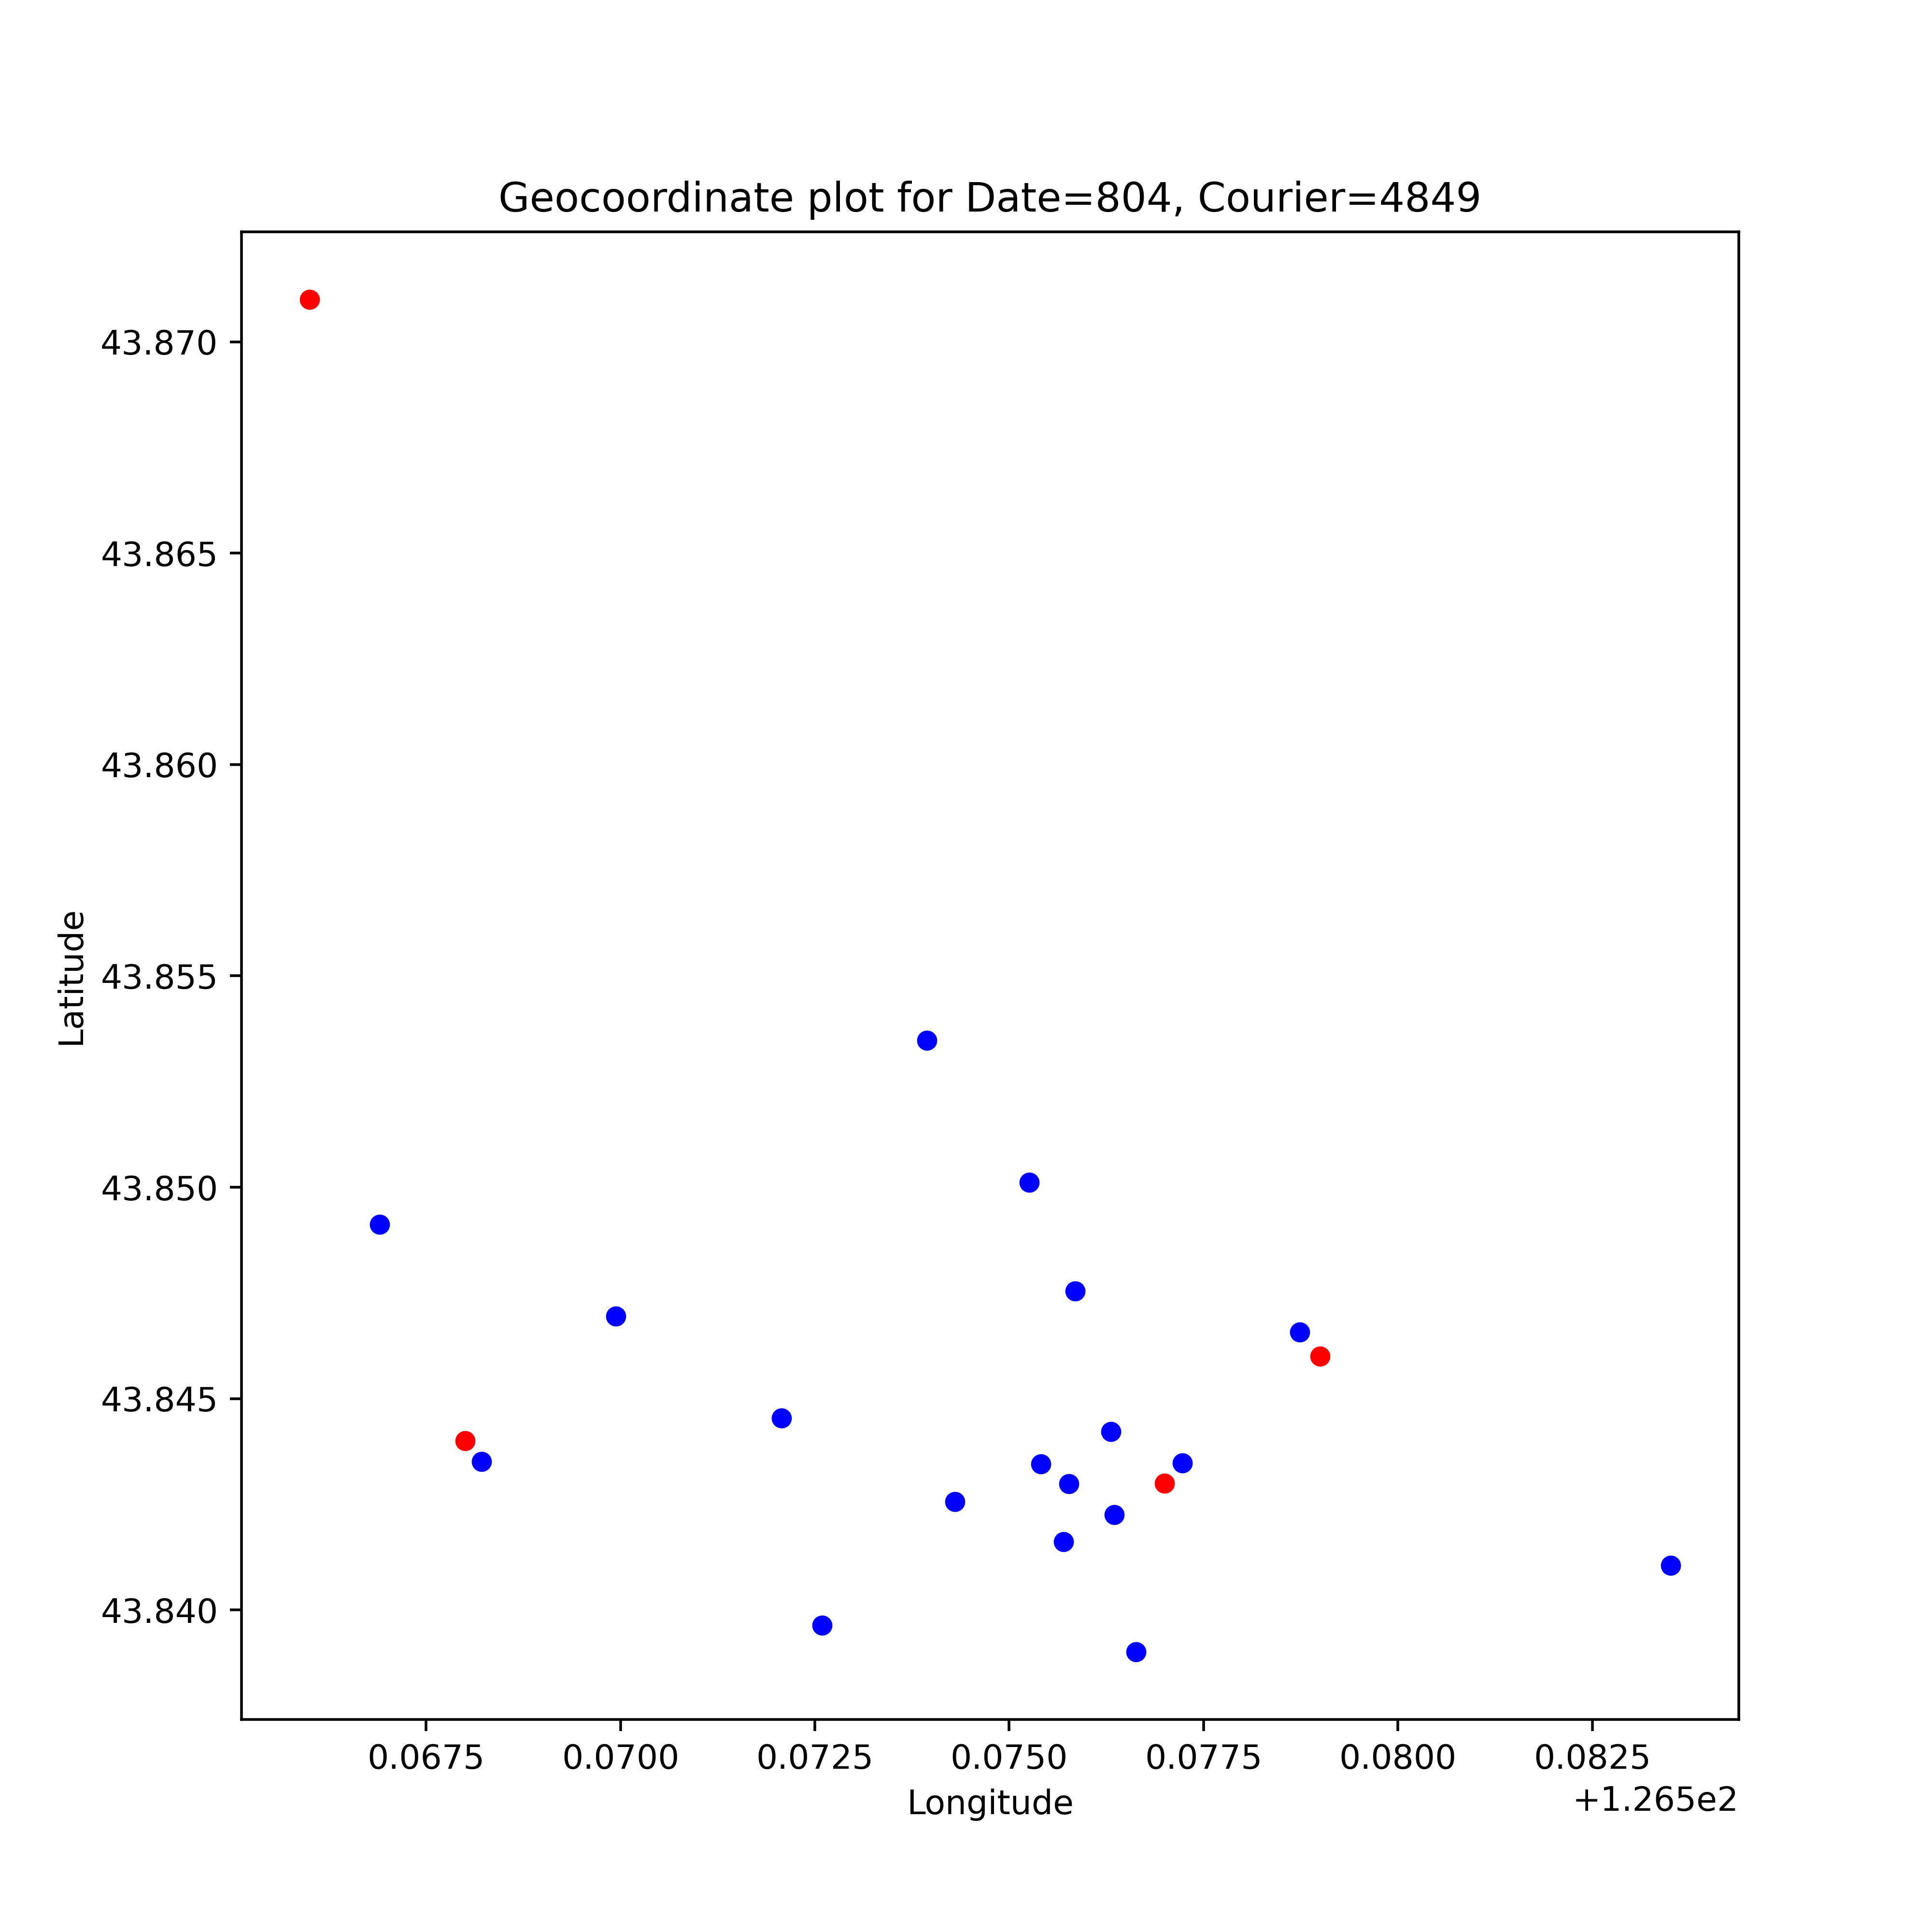 Geocoordinate plot for Date=804, Courier=4849
43.870
43.865
43.860
43.855
43.850
43.845
43.840
Latitude
0.0675 0.0700 0.0725 0.0750 0.0775 0.0800 0.0825
Longitude
+1.265e2